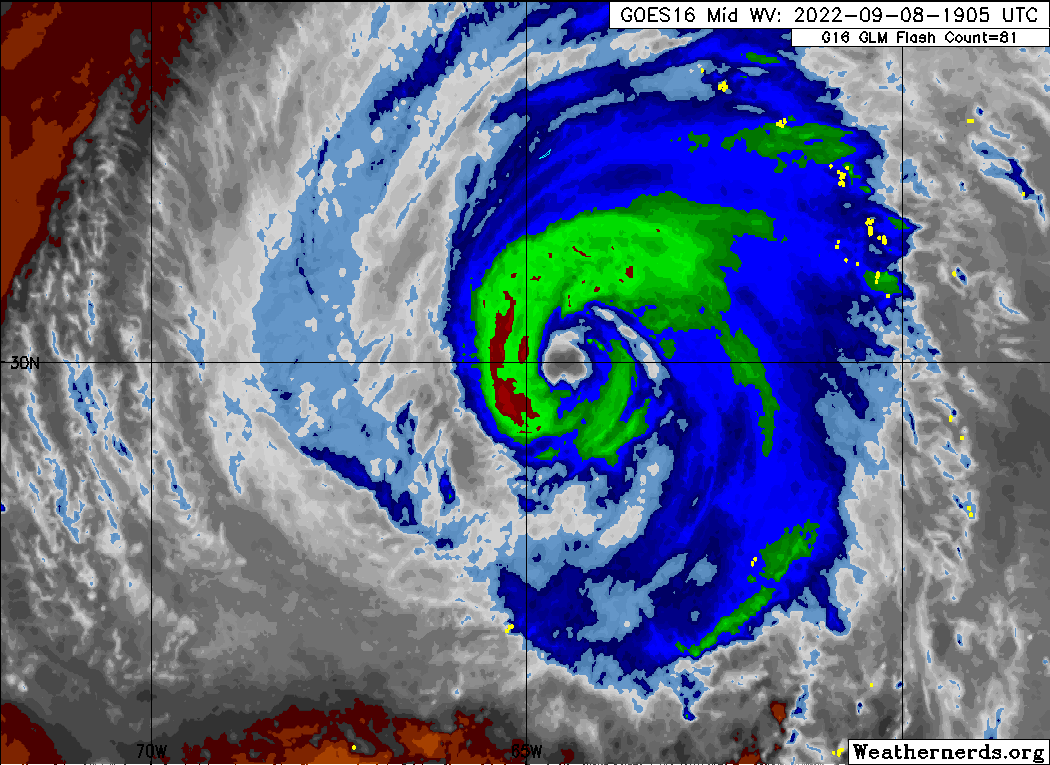 GOES16 Mid WV: 2022-09-08-1905 UTC
G16 GLM Flash Count=81
30N
70W
65W
Weathernerds.org